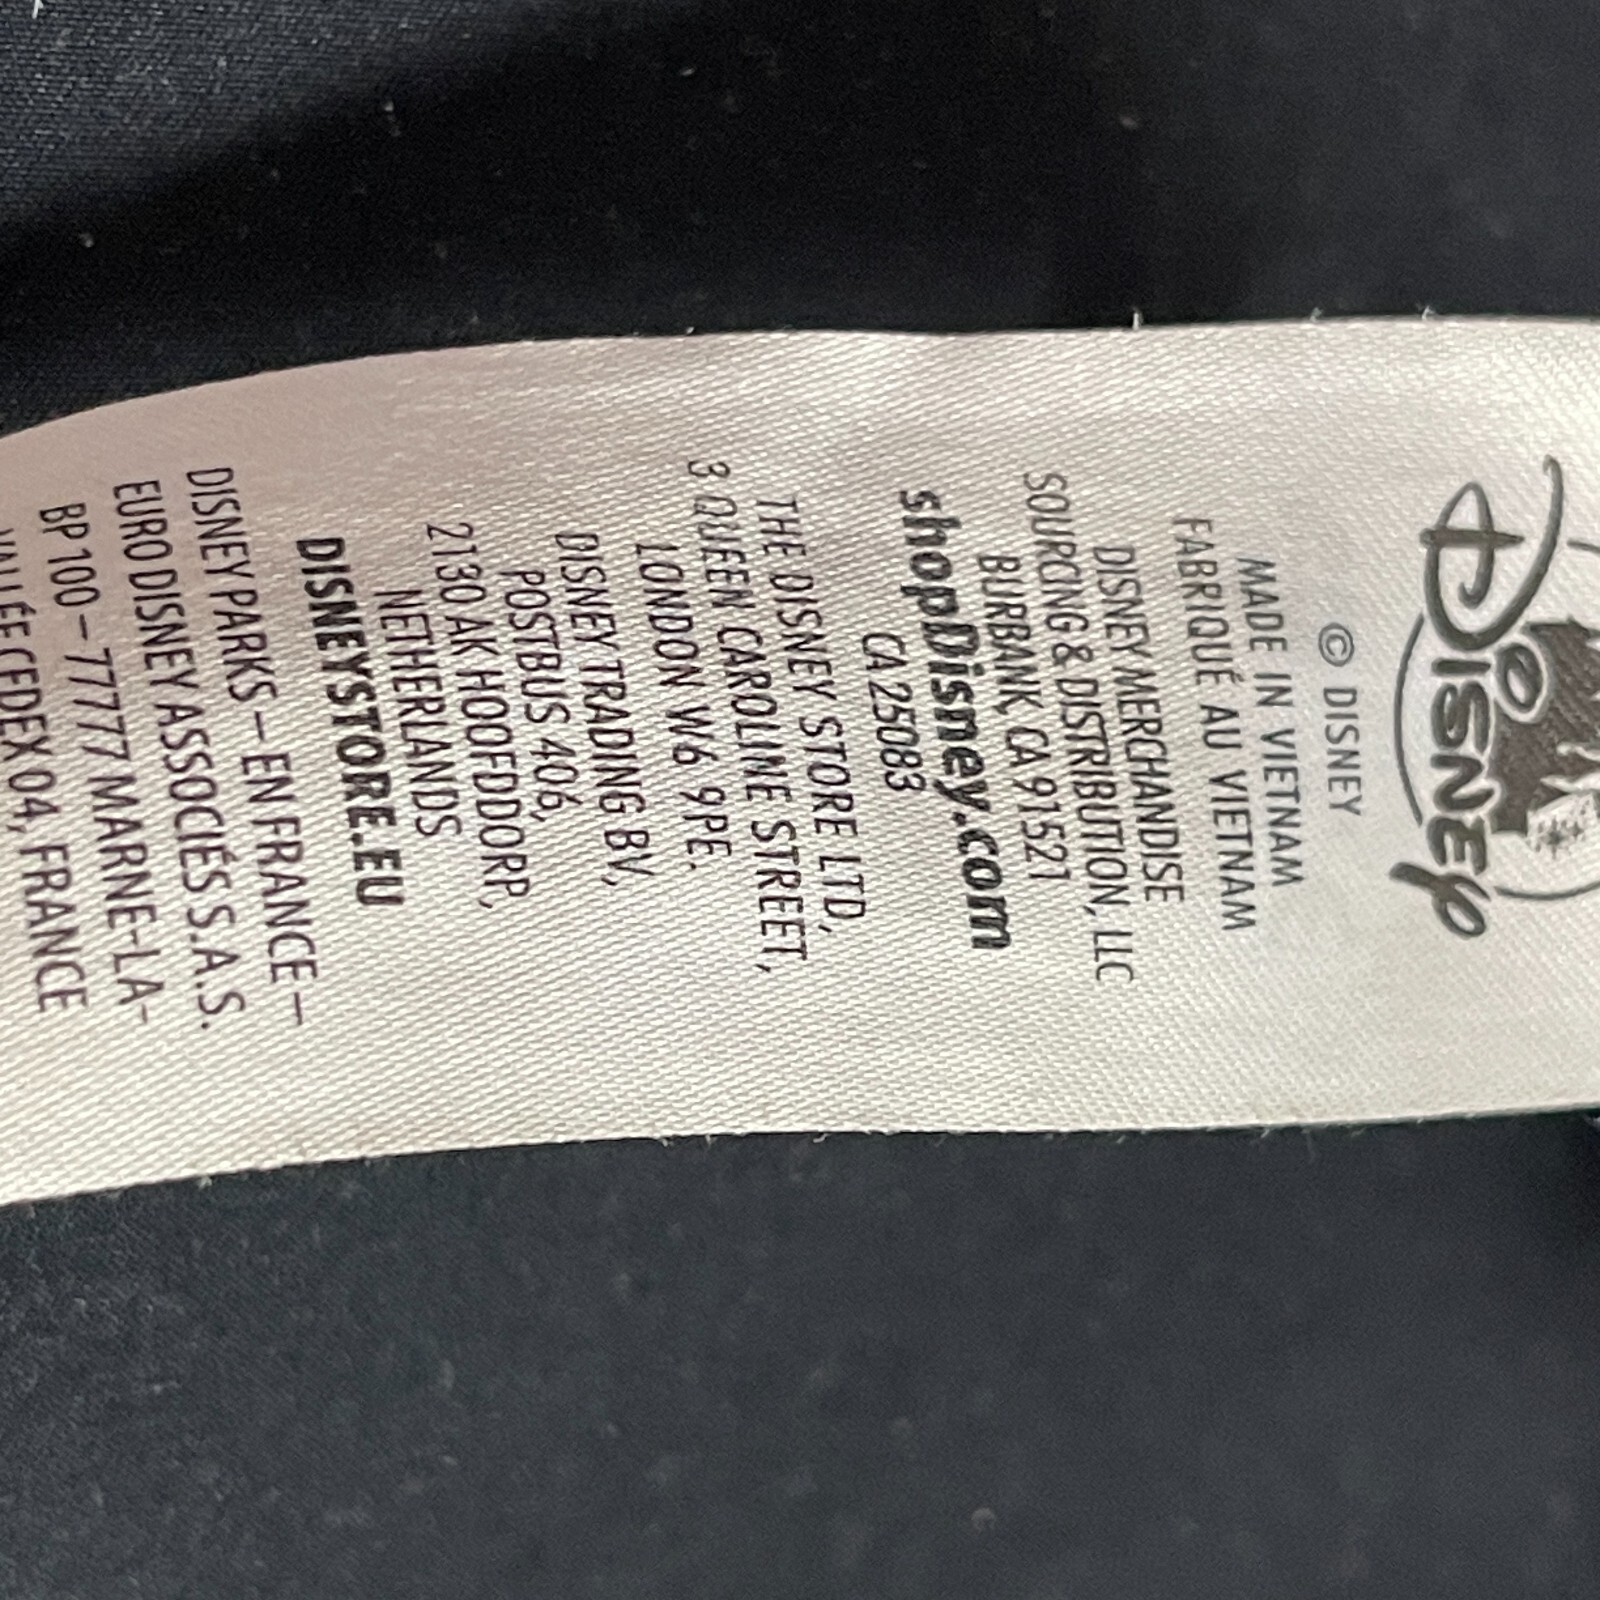 Disney
© DISNEY
MADE IN VIETNAM
FABRIQUÉ AU VIETNAM
DISNEY MERCHANDISE
SOURCING & DISTRIBUTION, LLC
BURBANK, CA 91521
shopDisney.com
CA 25083
THE DISNEY STORE LTD,
3 QUEEN CAROLINE STREET,
LONDON W6 9PE.
DISNEY TRADING BV,
POSTBUS 406,
2130 AK HOOFDDORP,
NETHERLANDS
DISNEYSTORE.EU
DISNEY PARKS – EN FRANCE –
EURO DISNEY ASSOCIÉS S.A.S.
BP 100 – 77777 MARNE-LA-
VALLÉE CEDEX 04, FRANCE